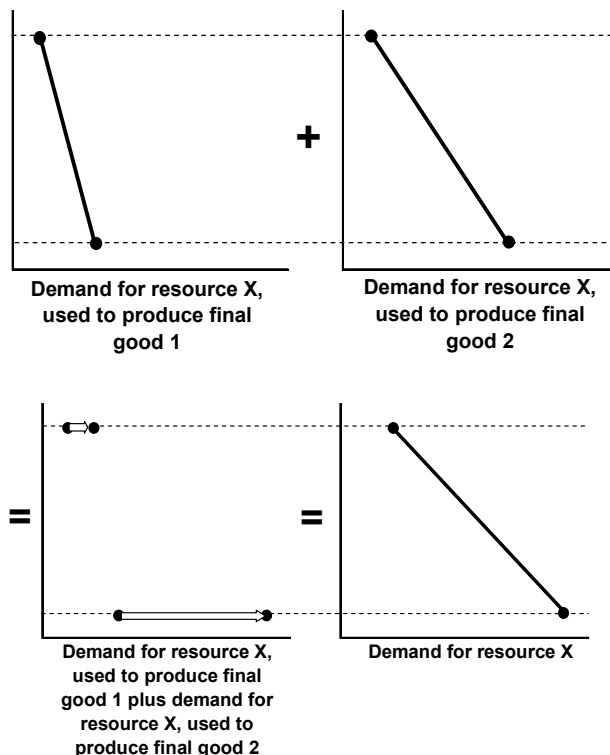 +
Demand for resource X,
used to produce final
good 1
Demand for resource X,
used to produce final
good 2
=
=
Demand for resource X,
used to produce final
good 1 plus demand for
resource X, used to
produce final good 2
Demand for resource X